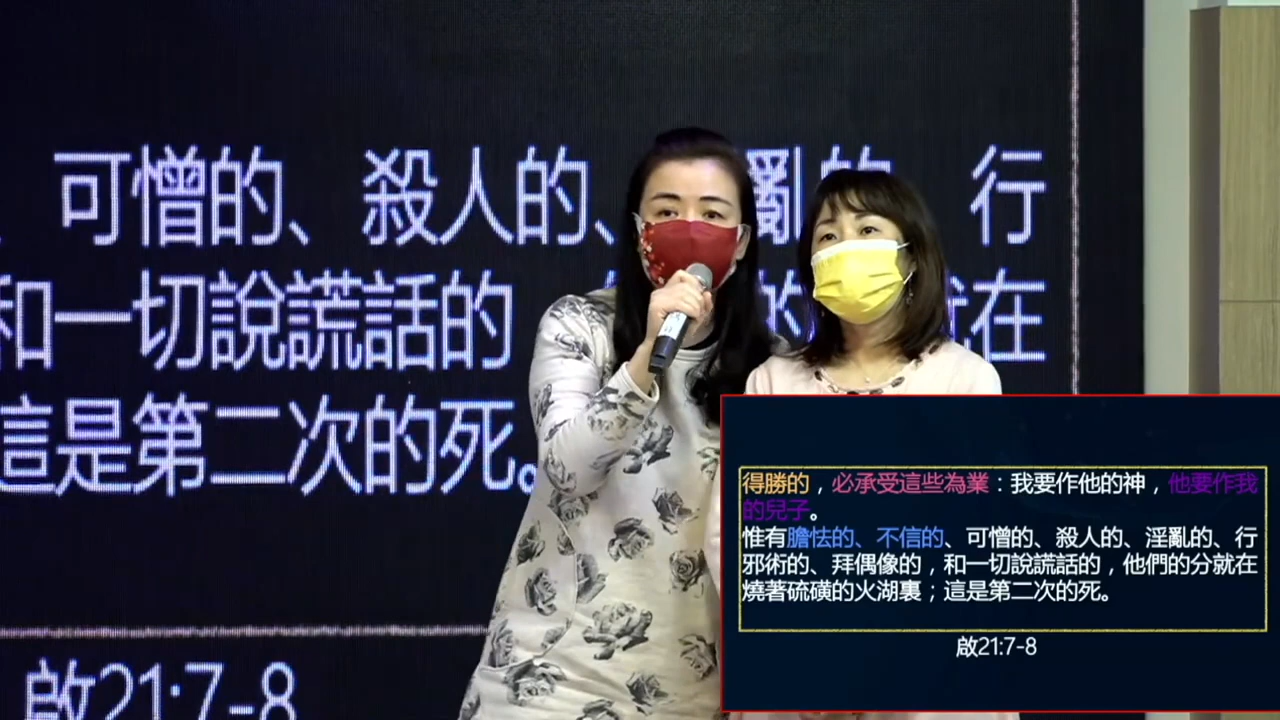 、可憎的、殺人的、亂的 行
和一切說謊話的 的 就在
這是第二次的死。
啟21:7-8
得勝的，必承受這些為業：我要作他的神，他要作我
的兒子。
惟有膽怯的、不信的、可憎的、殺人的、淫亂的、行
邪術的、拜偶像的，和一切說謊話的，他們的分就在
燒著硫磺的火湖裏；這是第二次的死。
啟21:7-8